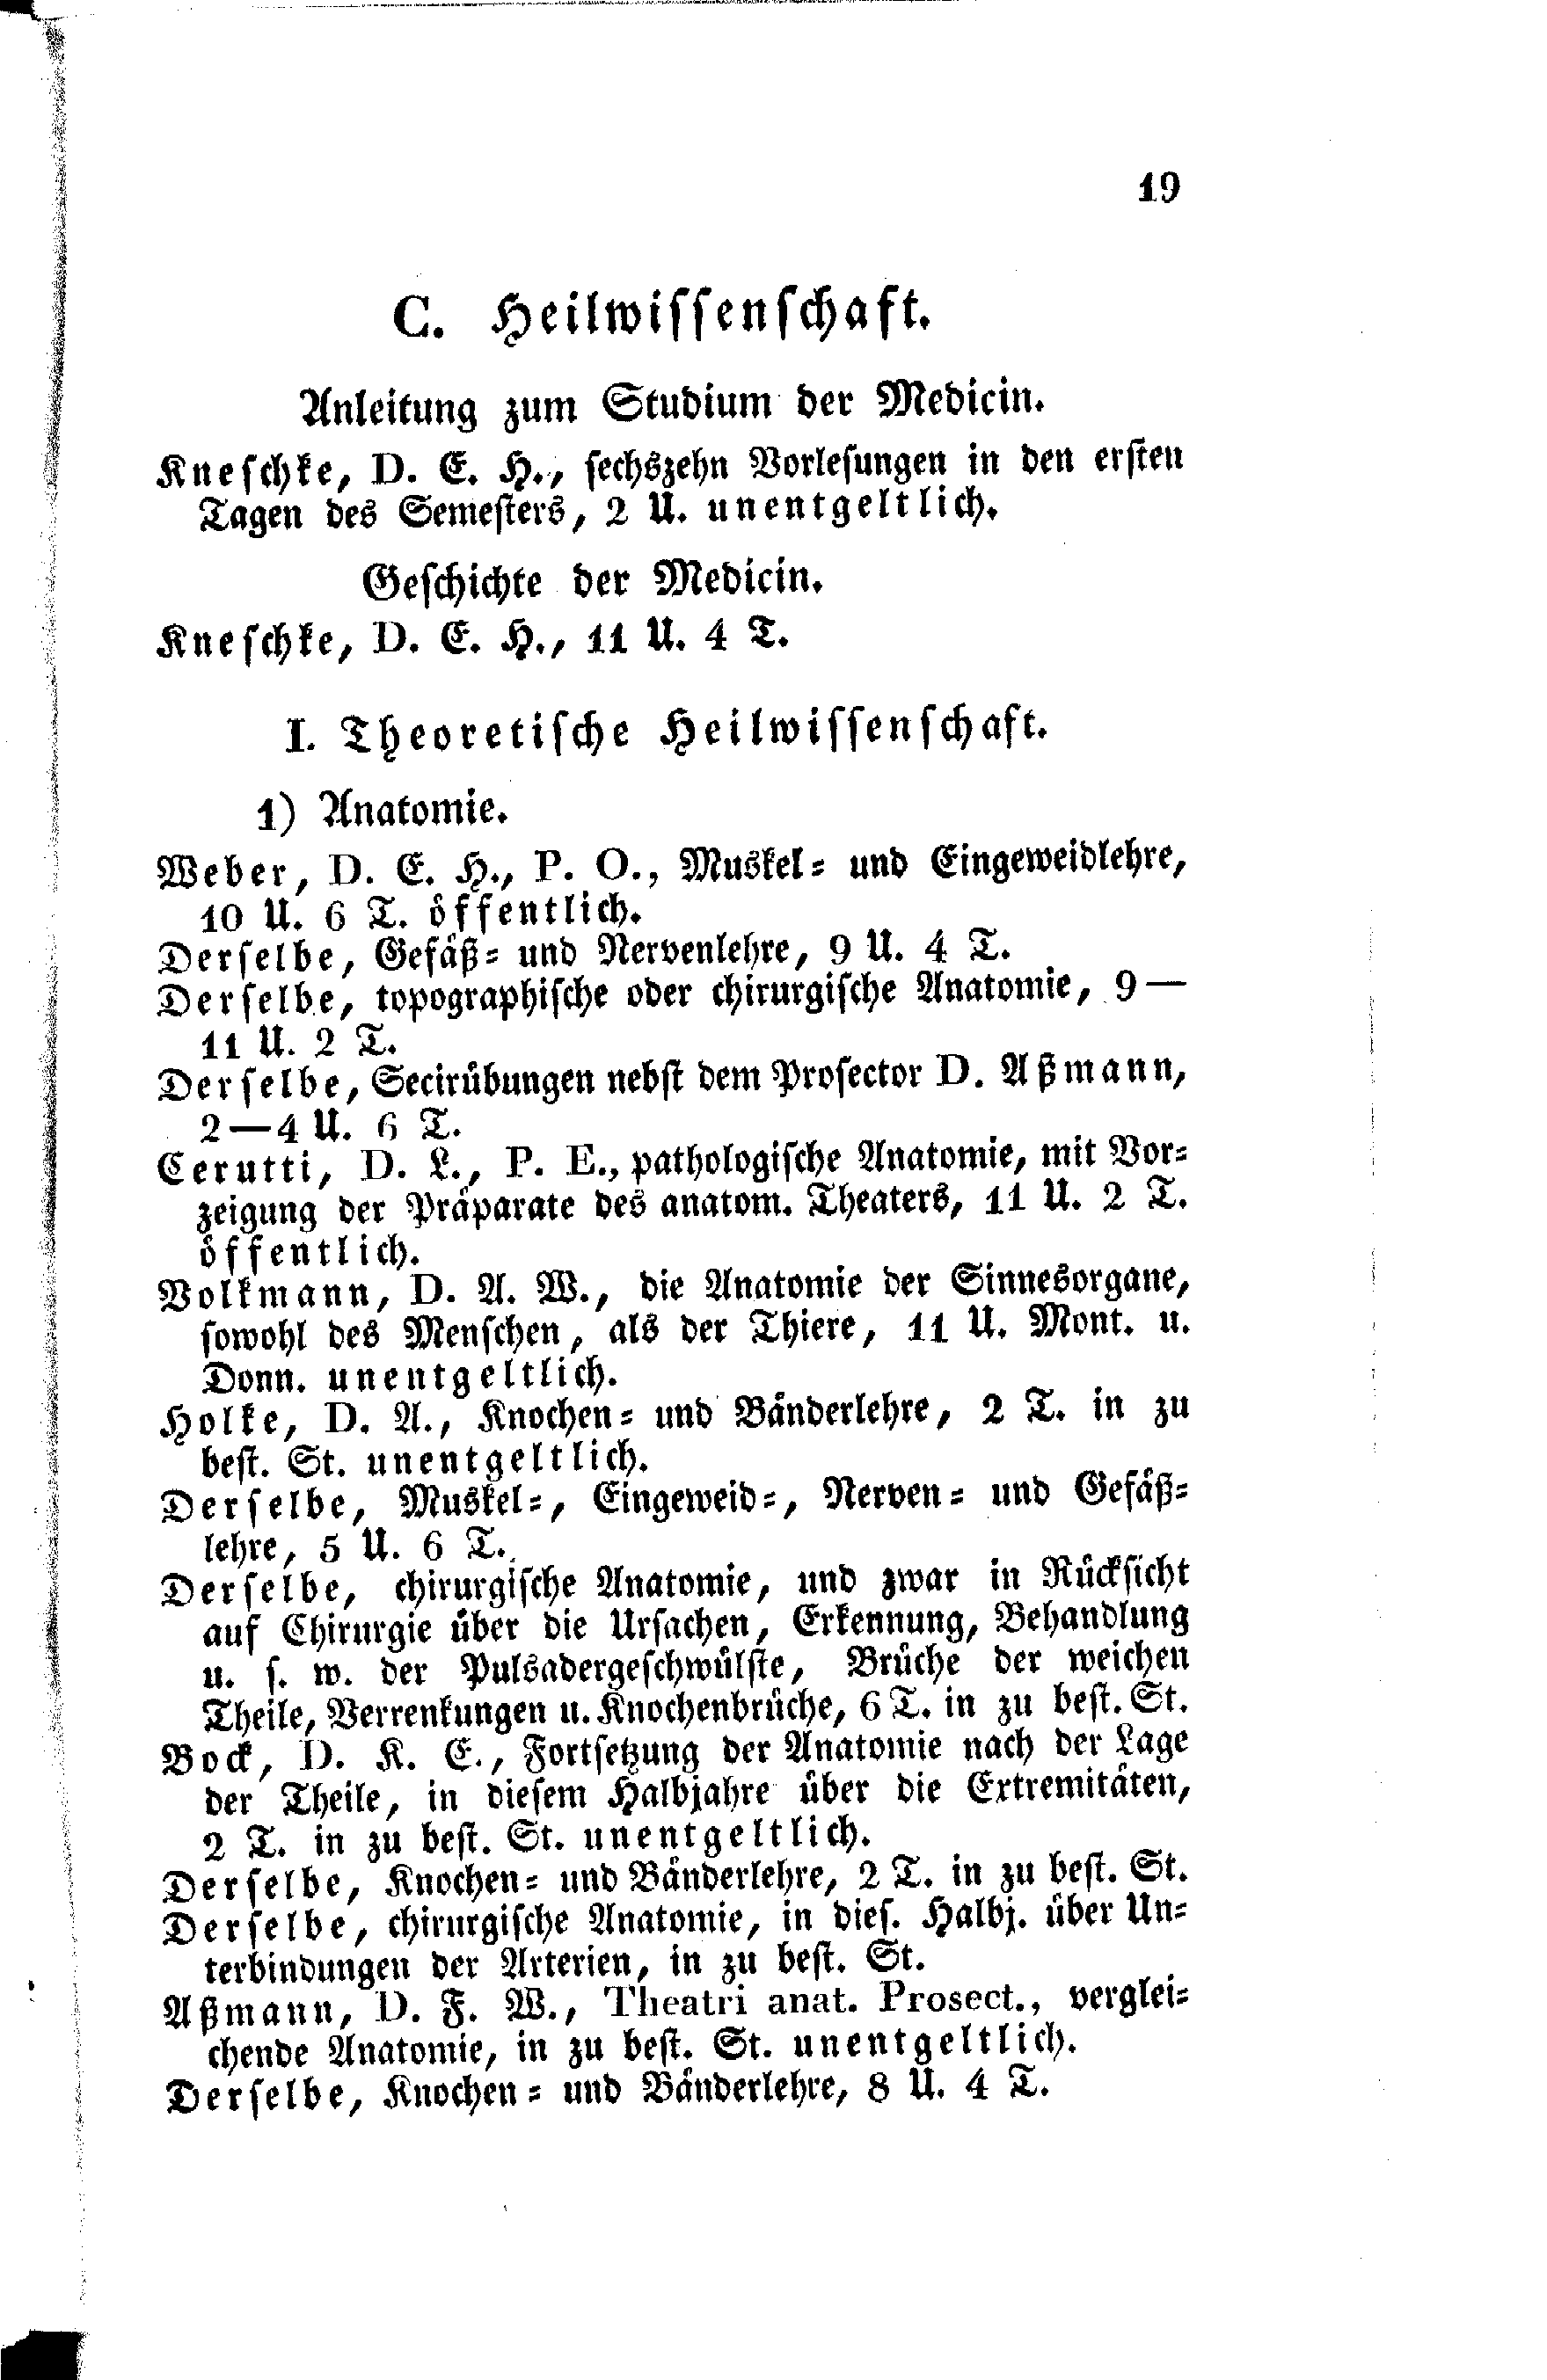 19
C. Heilwissenschaft.
Anleitung zum Studium der Medicin.
Kneschke, D. E. H., sechszehn Vorlesungen in den ersten
Tagen des Semesters, 2 U. unentgeltlich.
Geschichte der Medicin.
Kneschke, D. E. H., 11 U. 4 T.
I. Theoretische Heilwissenschaft.
1) Anatomie.
Weber, D. E. H., P. O., Muskel- und Eingeweidlehre,
10 U. 6 T. öffentlich.
Derselbe, Gefäß- und Nervenlehre, 9 U. 4 T.
Derselbe, topographische oder chirurgische Anatomie, 9—
11 U. 2 T.
Derselbe, Secirübungen nebst dem Prosector D. Aßmann,
2—4 U. 6 T.
Cerutti, D. L., P. E., pathologische Anatomie, mit Vor-
zeigung der Präparate des anatom. Theaters, 11 U. 2 T.
öffentlich.
Volkmann, D. A. W., die Anatomie der Sinnesorgane,
sowohl des Menschen, als der Thiere, 11 U. Mont. u.
Donn. unentgeltlich.
Holke, D. A., Knochen- und Bänderlehre, 2 T. in zu
best. St. unentgeltlich.
Derselbe, Muskel-, Eingeweid-, Nerven- und Gefäß-
lehre, 5 U. 6 T.
Derselbe, chirurgische Anatomie, und zwar in Rücksicht
auf Chirurgie über die Ursachen, Erkennung, Behandlung
u. s. w. der Pulsadergeschwülste, Brüche der weichen
Theile, Verrenkungen u. Knochenbrüche, 6 T. in zu best. St.
Bock, D. K. E., Fortsetzung der Anatomie nach der Lage
der Theile, in diesem Halbjahre über die Extremitäten,
2 T. in zu best. St. unentgeltlich.
Derselbe, Knochen- und Bänderlehre, 2 T. in zu best. St.
Derselbe, chirurgische Anatomie, in dies. Halbj. über Un-
terbindungen der Arterien, in zu best. St.
Aßmann, D. F. W., Theatri anat. Prosect., verglei-
chende Anatomie, in zu best. St. unentgeltlich.
Derselbe, Knochen- und Bänderlehre, 8 U. 4 T.